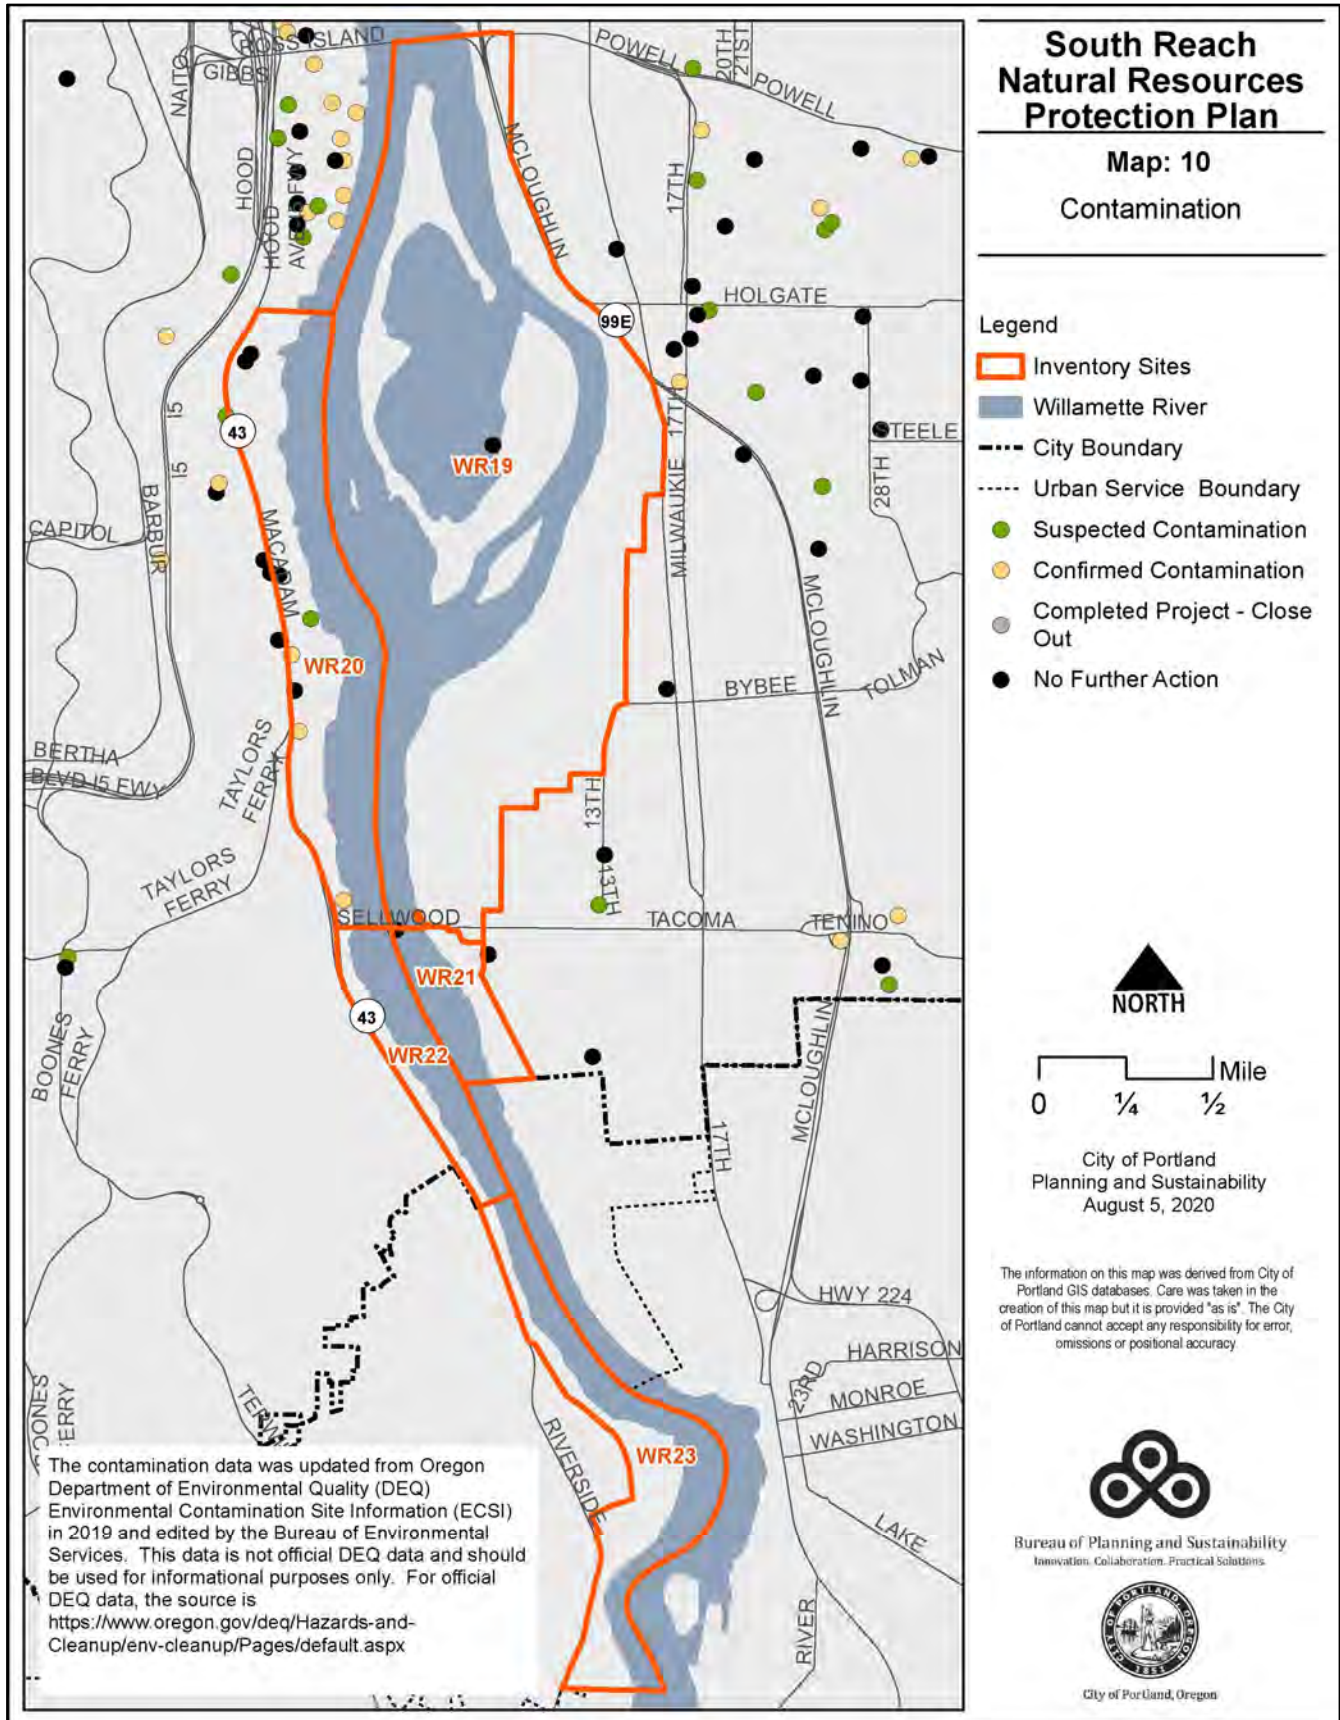 South Reach
Natural Resources
Protection Plan
Map: 10
Contamination
Legend
Inventory Sites
Willamette River
City Boundary
Urban Service Boundary
Suspected Contamination
Confirmed Contamination
Completed Project - Close
Out
No Further Action
NORTH
Mile
0 ¼ ½
City of Portland
Planning and Sustainability
August 5, 2020
The information on this map was derived from City of
Portland GIS databases. Care was taken in the
creation of this map but it is provided "as is". The City
of Portland cannot accept any responsibility for error,
omissions or positional accuracy
Bureau of Planning and Sustainability
Innovation. Collaboration. Practical Solutions.
CITY OF PORTLAND, OREGON
1851
City of Portland, Oregon
ROSS ISLAND
GIBBS
NAITO
HOOD
HOOD
AVE
FWY
POWELL
20TH
21ST
POWELL
MCLOUGHLIN
17TH
HOLGATE
99E
43
I5
I5
WR19
STEELE
28TH
17TH
MILWAUKIE
CAPITOL
BARBUR
MACADAM
WR20
MCLOUGHLIN
BYBEE
TOLMAN
BERTHA
BLVD-I5 FWY
TAYLORS
FERRY
13TH
TAYLORS
FERRY
13TH
SELLWOOD
TACOMA
TENINO
WR21
43
WR22
BOONES
FERRY
MCLOUGHLIN
17TH
HWY 224
HARRISON
23RD
MONROE
WASHINGTON
BOONES
FERRY
RIVERSIDE
WR23
LAKE
RIVER
The contamination data was updated from Oregon
Department of Environmental Quality (DEQ)
Environmental Contamination Site Information (ECSI)
in 2019 and edited by the Bureau of Environmental
Services. This data is not official DEQ data and should
be used for informational purposes only. For official
DEQ data, the source is
https://www.oregon.gov/deq/Hazards-and-
Cleanup/env-cleanup/Pages/default.aspx